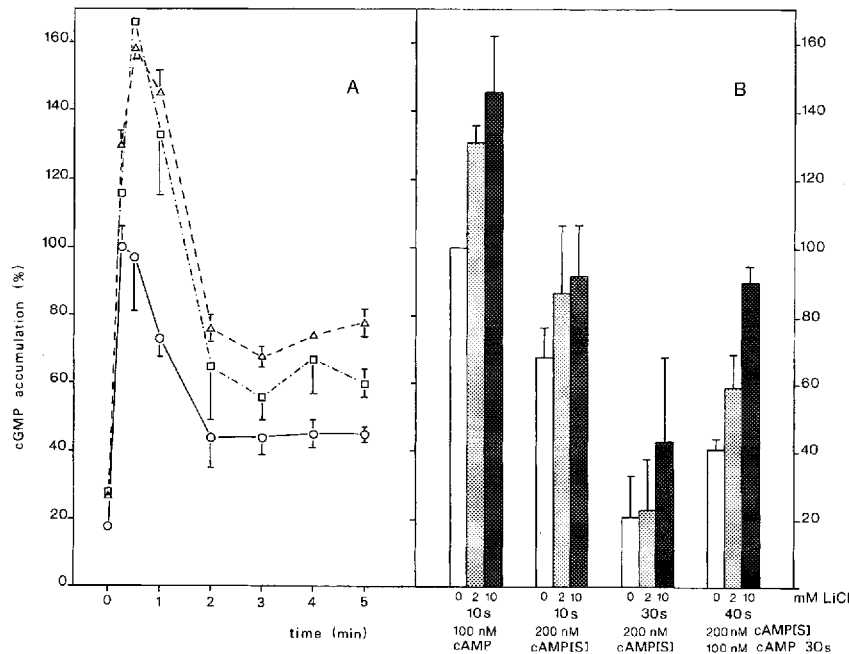 A
B
cGMP accumulation (%)
160
140
120
100
80
60
40
20
0
0 1 2 3 4 5
time (min)
160
140
120
100
80
60
40
20
0
0 2 10 0 2 10 0 2 10 0 2 10 mM LiCl
10s 10s 30s 40s
100 nM 200 nM 200 nM 200 nM cAMP[S]
cAMP cAMP[S] cAMP[S] 100 nM cAMP 30s